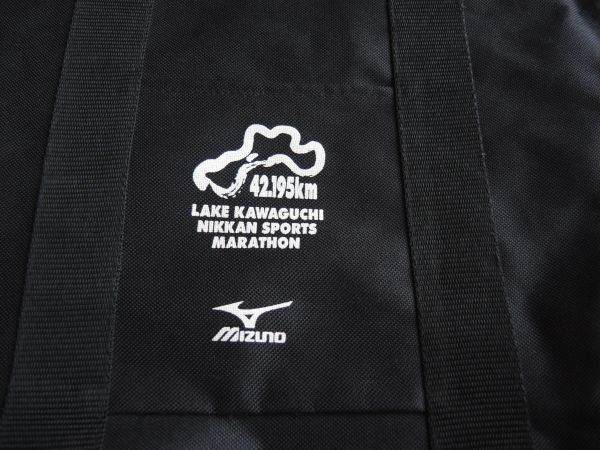 42.195km
LAKE KAWAGUCHI
NIKKAN SPORTS
MARATHON
MIZUNO